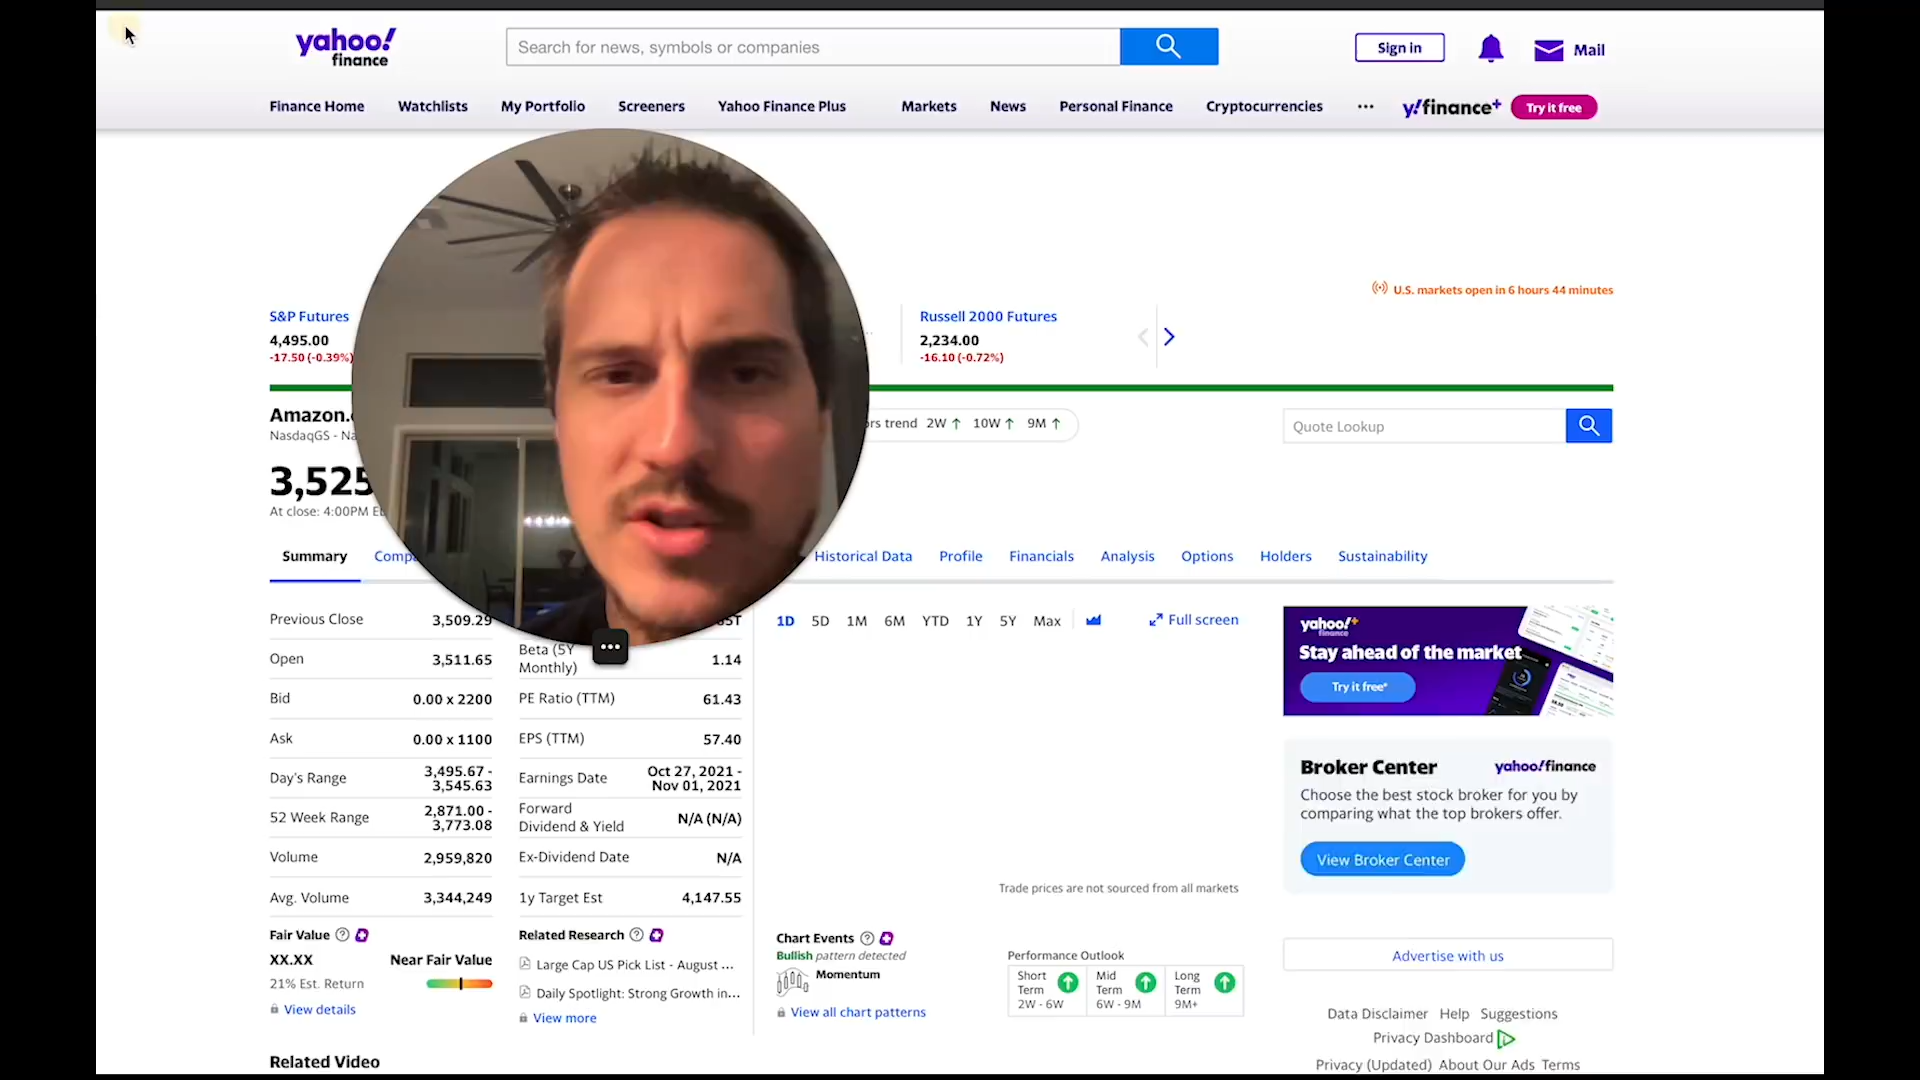 yahoo!
finance
Search for news, symbols or companies
Sign in
Mail
Finance Home Watchlists My Portfolio Screeners Yahoo Finance Plus Markets News Personal Finance Cryptocurrencies ... y!finance+ Try it free
U.S. markets open in 6 hours 44 minutes
S&P Futures
4,495.00
-17.50 (-0.39%)
Russell 2000 Futures
2,234.00
-16.10 (-0.72%)
Amazon.
NasdaqGS - Na
trend 2W ↑ 10W ↑ 9M ↑
Quote Lookup
3,525
At close: 4:00PM
Summary Historical Data Profile Financials Analysis Options Holders Sustainability
Previous Close 3,509.29
Open 3,511.65
Bid 0.00 x 2200
Ask 0.00 x 1100
Day's Range 3,495.67 -
3,545.63
52 Week Range 2,871.00 -
3,773.08
Volume 2,959,820
Avg. Volume 3,344,249
Beta (5Y
Monthly) 1.14
PE Ratio (TTM) 61.43
EPS (TTM) 57.40
Earnings Date Oct 27, 2021 -
Nov 01, 2021
Forward
Dividend & Yield N/A (N/A)
Ex-Dividend Date N/A
1y Target Est 4,147.55
1D 5D 1M 6M YTD 1Y 5Y Max Full screen
Trade prices are not sourced from all markets
Fair Value
XX.XX Near Fair Value
21% Est. Return
View details
Related Research
Large Cap US Pick List - August ...
Daily Spotlight: Strong Growth in...
View more
Chart Events
Bullish pattern detected
Momentum
View all chart patterns
Performance Outlook
Short
Term
2W - 6W
Mid
Term
6W - 9M
Long
Term
9M+
yahoo!+
finance
Stay ahead of the market
Try it free*
Broker Center yahoo!finance
Choose the best stock broker for you by
comparing what the top brokers offer.
View Broker Center
Advertise with us
Data Disclaimer Help Suggestions
Privacy Dashboard
Privacy (Updated) About Our Ads Terms
Related Video